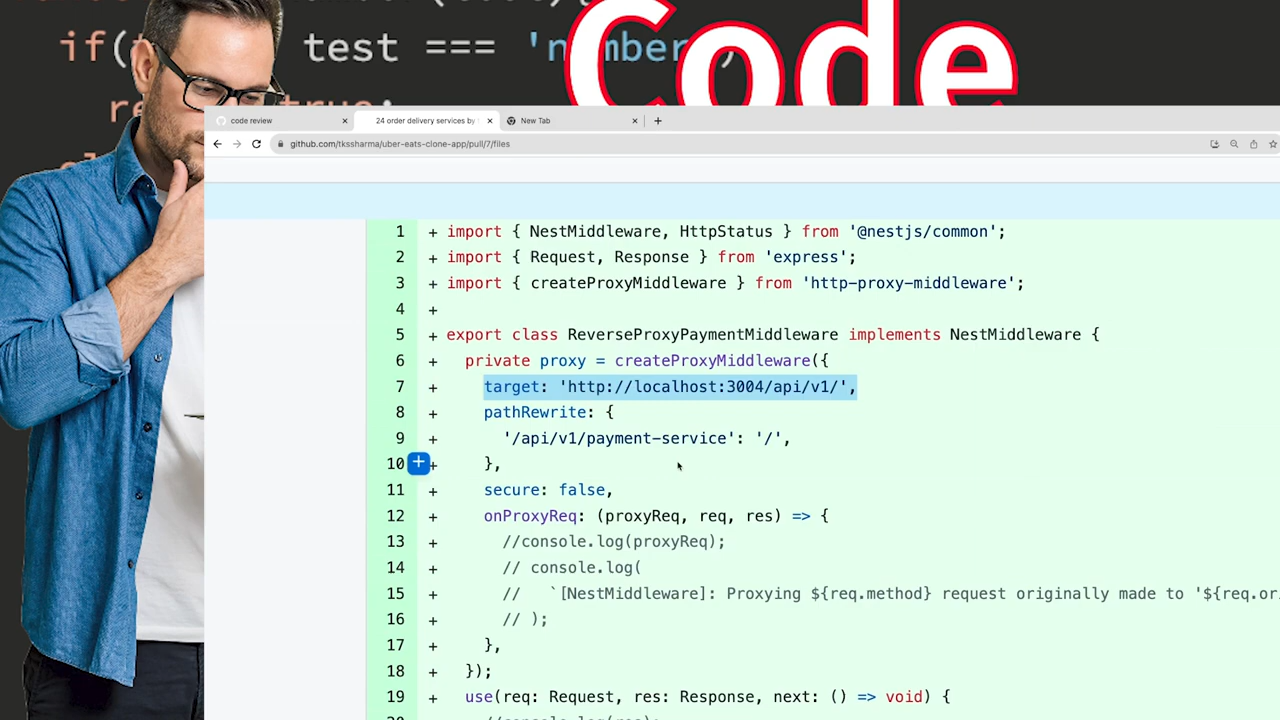 if( test === 'number
Code
re true;
code review
24 order delivery services by
New Tab
github.com/tkssharma/uber-eats-clone-app/pull/7/files
1 + import { NestMiddleware, HttpStatus } from '@nestjs/common';
2 + import { Request, Response } from 'express';
3 + import { createProxyMiddleware } from 'http-proxy-middleware';
4 +
5 + export class ReverseProxyPaymentMiddleware implements NestMiddleware {
6 + private proxy = createProxyMiddleware({
7 + target: 'http://localhost:3004/api/v1/',
8 + pathRewrite: {
9 + '/api/v1/payment-service': '/',
10 + },
11 + secure: false,
12 + onProxyReq: (proxyReq, req, res) => {
13 + //console.log(proxyReq);
14 + // console.log(
15 + // `[NestMiddleware]: Proxying ${req.method} request originally made to '${req.ori
16 + // );
17 + },
18 + });
19 + use(req: Request, res: Response, next: () => void) {